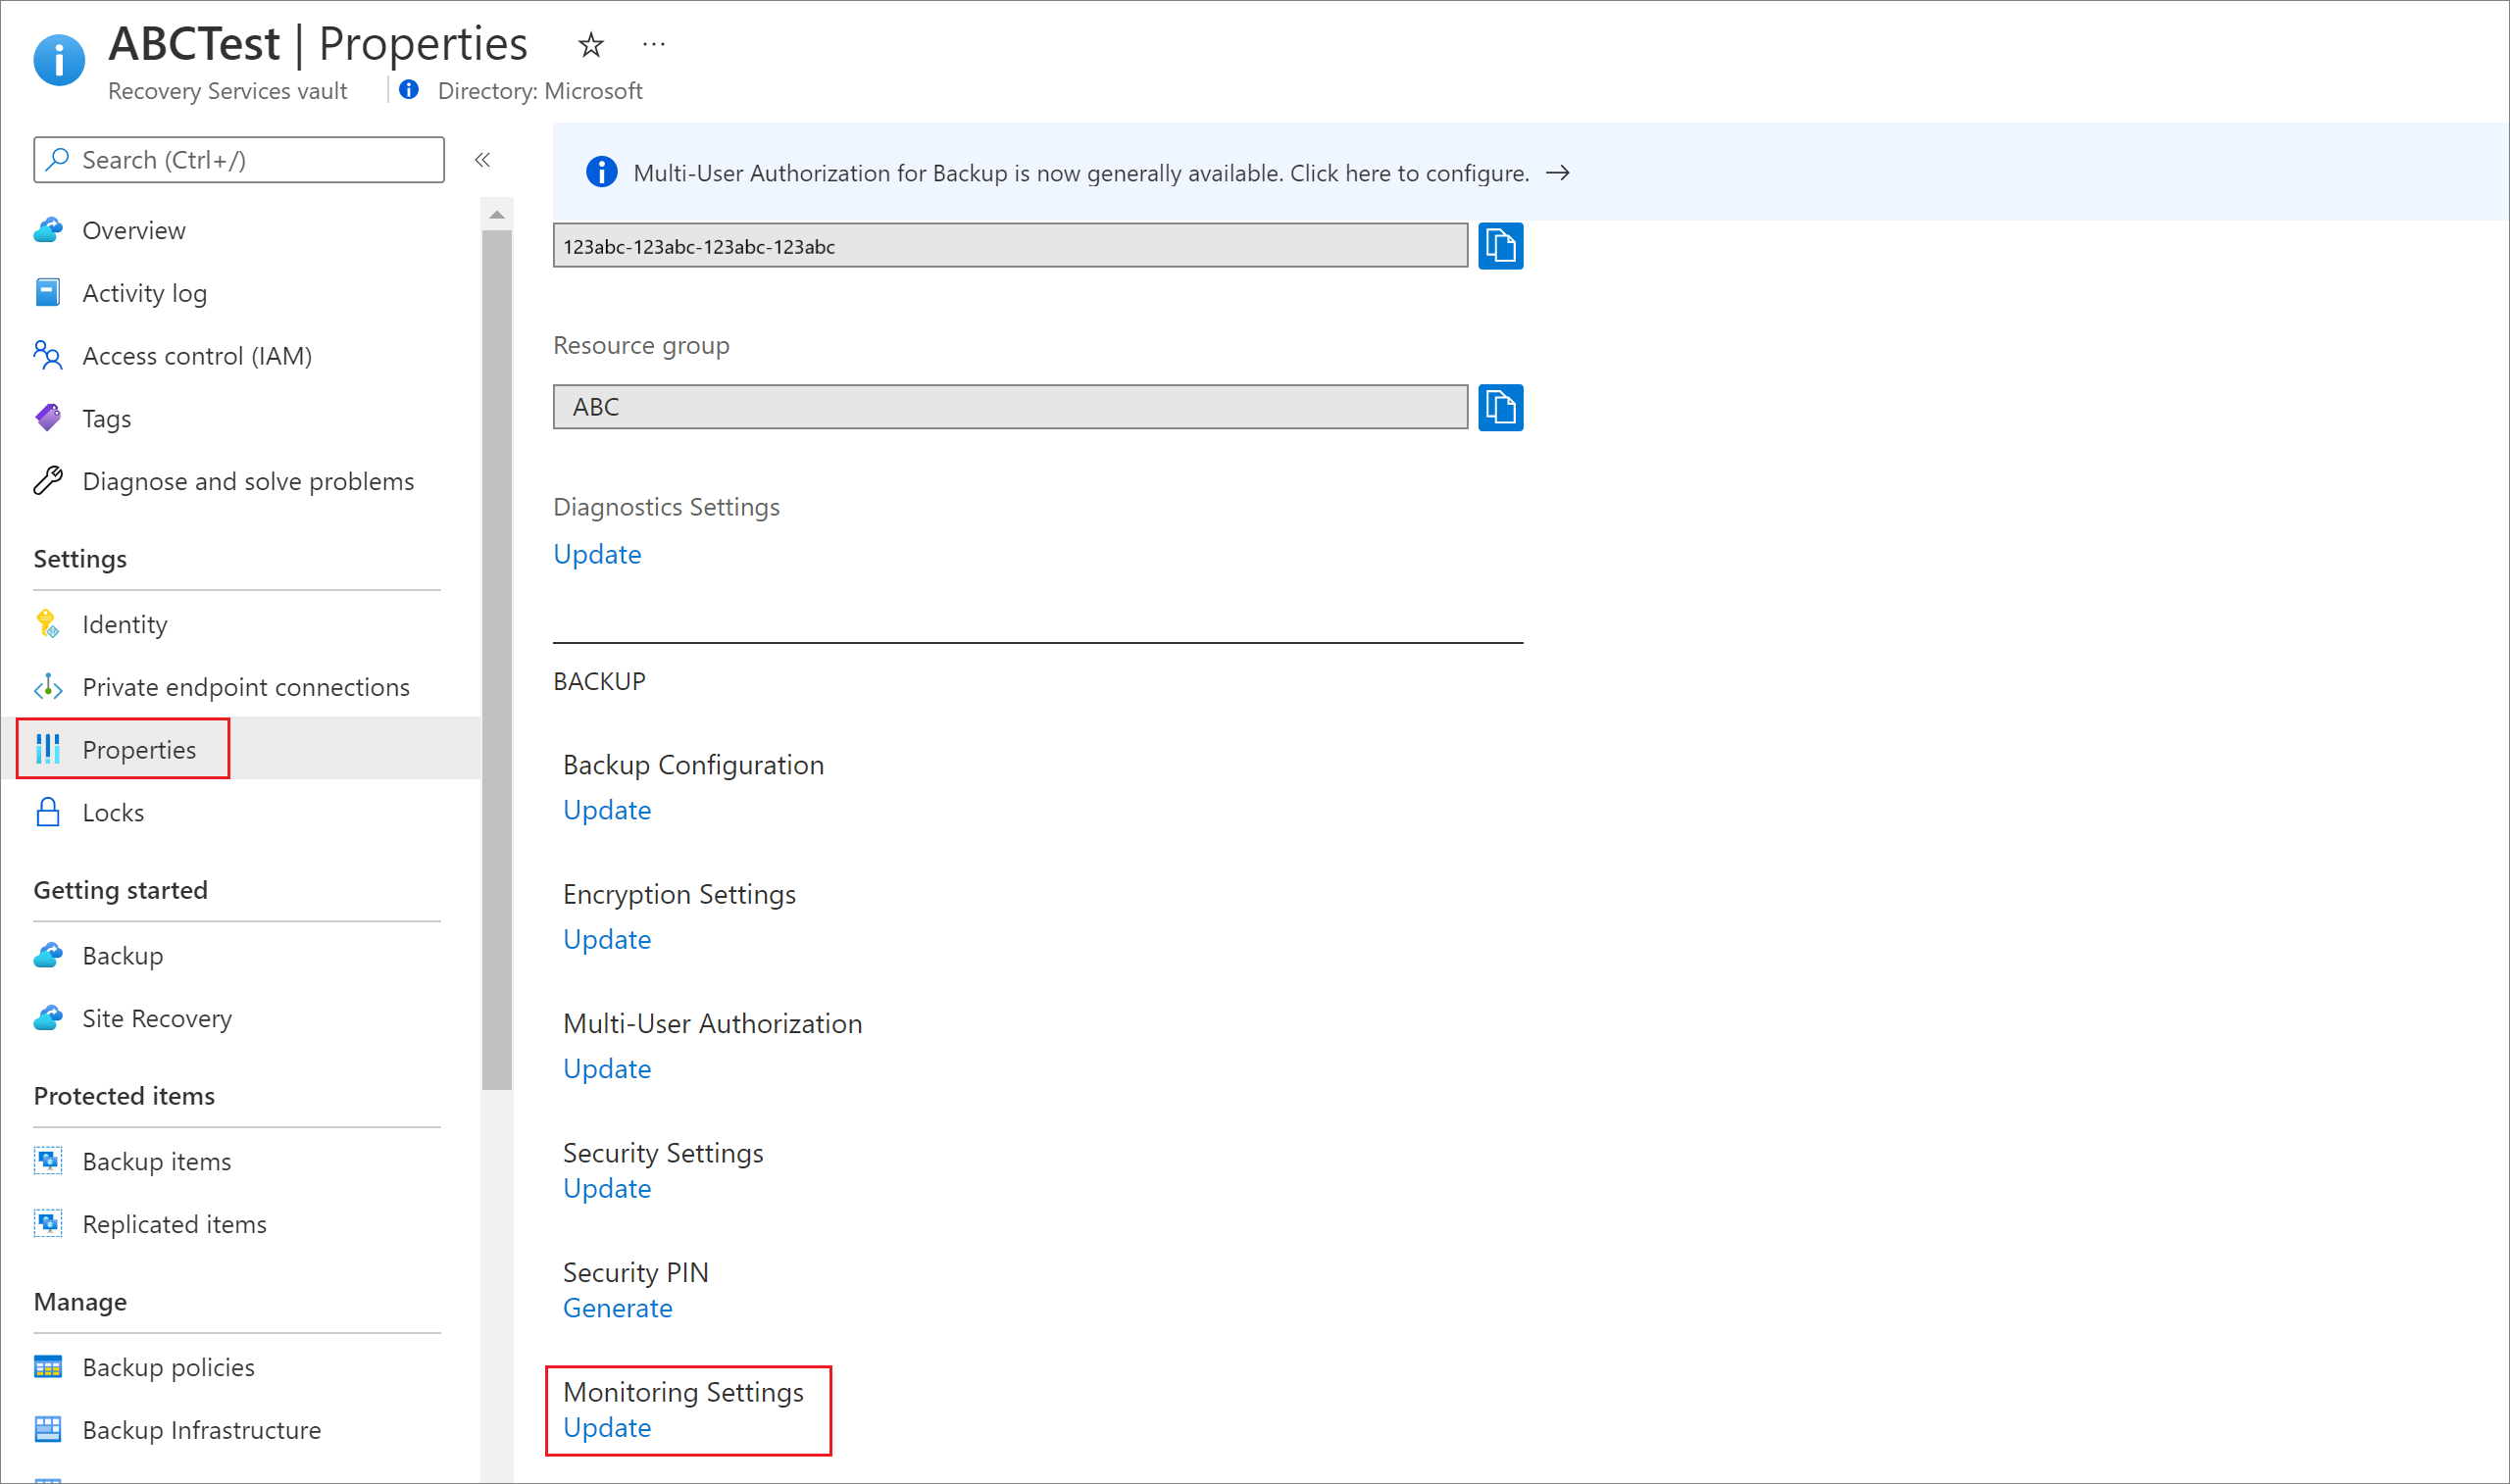 ABCTest | Properties
Recovery Services vault
Directory: Microsoft
Search (Ctrl+/)
Overview
Activity log
Access control (IAM)
Tags
Diagnose and solve problems
Settings
Identity
Private endpoint connections
Properties
Locks
Getting started
Backup
Site Recovery
Protected items
Backup items
Replicated items
Manage
Backup policies
Backup Infrastructure
Multi-User Authorization for Backup is now generally available. Click here to configure. →
123abc-123abc-123abc-123abc
Resource group
ABC
Diagnostics Settings
Update
BACKUP
Backup Configuration
Update
Encryption Settings
Update
Multi-User Authorization
Update
Security Settings
Update
Security PIN
Generate
Monitoring Settings
Update